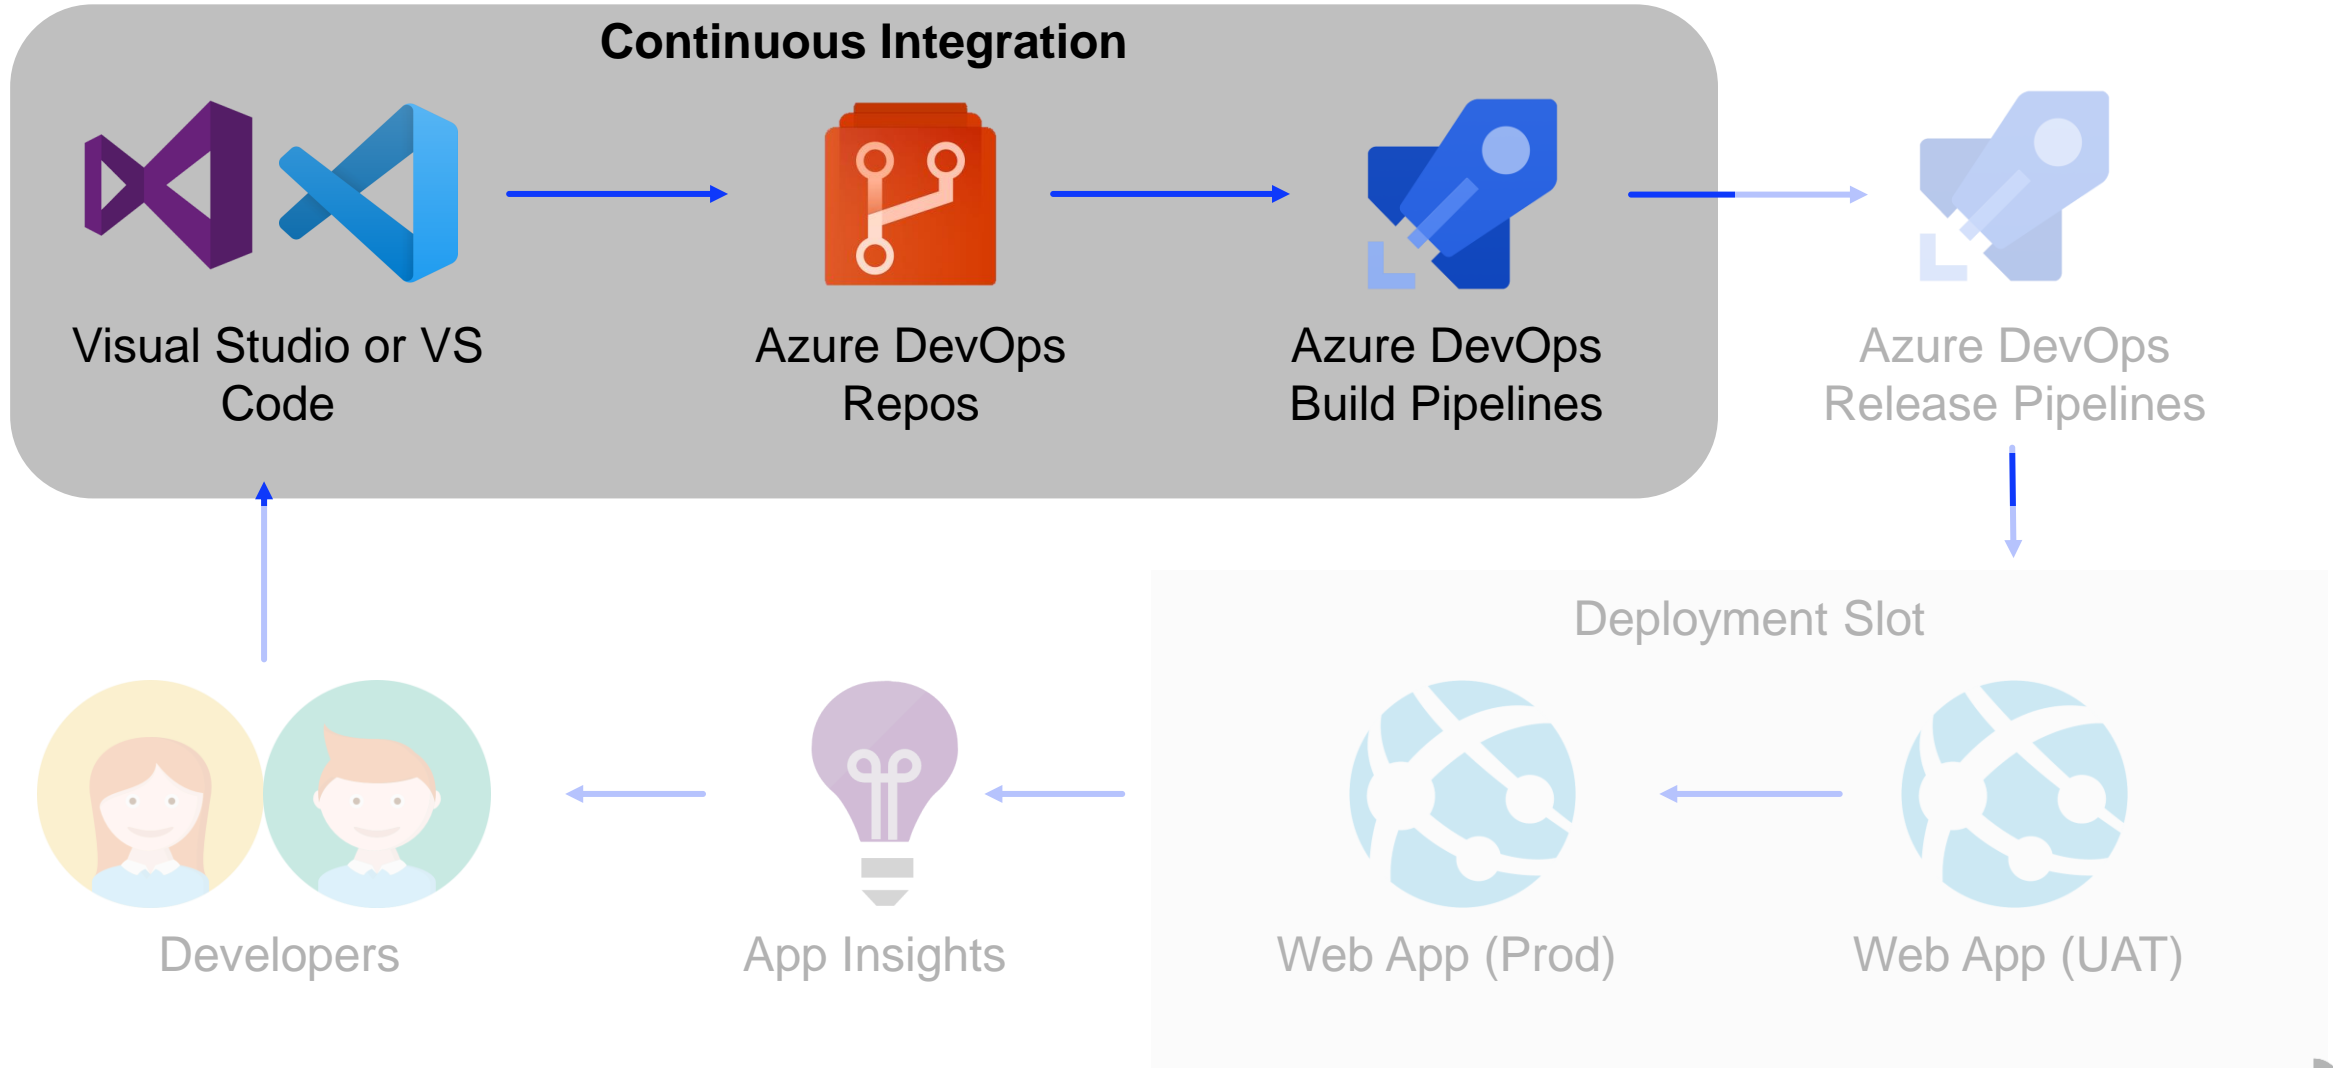 Continuous Integration
Visual Studio or VS
Code
Azure DevOps
Repos
Azure DevOps
Build Pipelines
Azure DevOps
Release Pipelines
Deployment Slot
Developers
App Insights
Web App (Prod)
Web App (UAT)